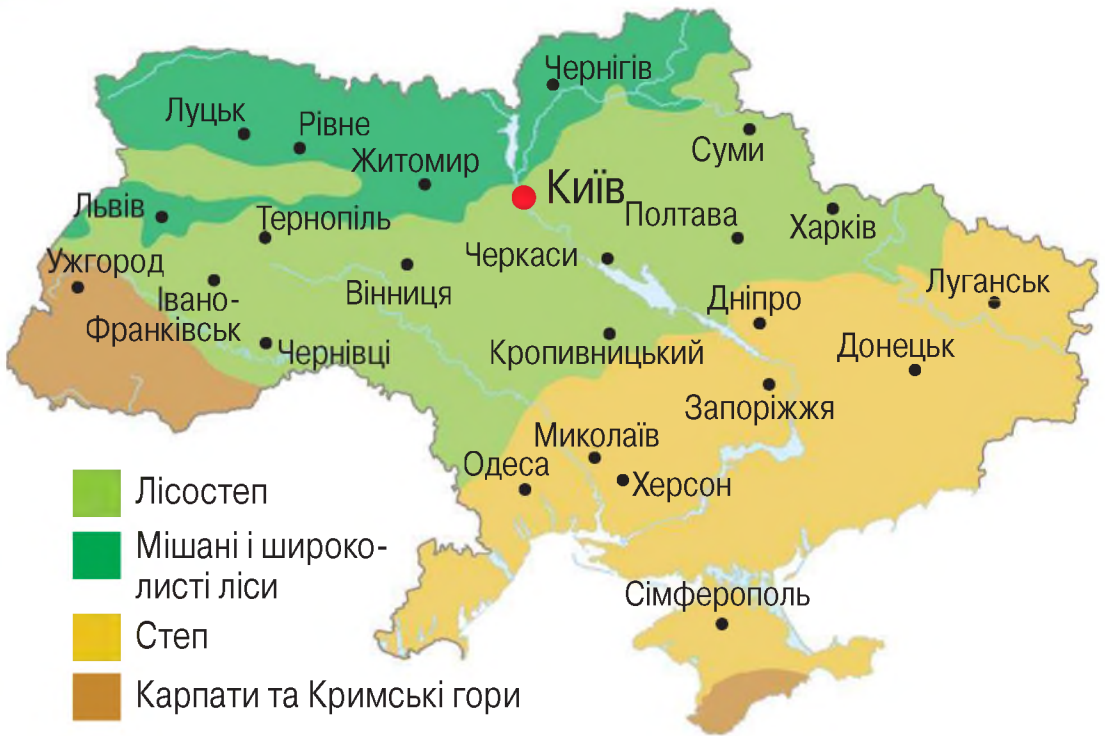 Чернігів
Луцьк
Рівне
Житомир
Суми
Київ
Львів
Тернопіль
Полтава
Харків
Ужгород
Черкаси
Івано-
Франківськ
Вінниця
Дніпро
Луганськ
Чернівці
Кропивницький
Донецьк
Запоріжжя
Миколаїв
Одеса
Херсон
Сімферополь
Лісостеп
Мішані і широко-
листі ліси
Степ
Карпати та Кримські гори